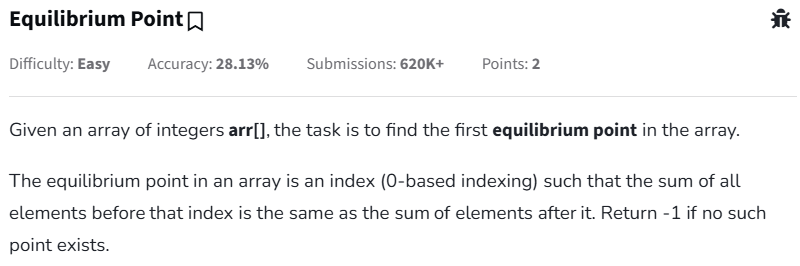 Equilibrium Point
Difficulty: Easy Accuracy: 28.13% Submissions: 620K+ Points: 2
Given an array of integers arr[], the task is to find the first equilibrium point in the array.
The equilibrium point in an array is an index (0-based indexing) such that the sum of all
elements before that index is the same as the sum of elements after it. Return -1 if no such
point exists.